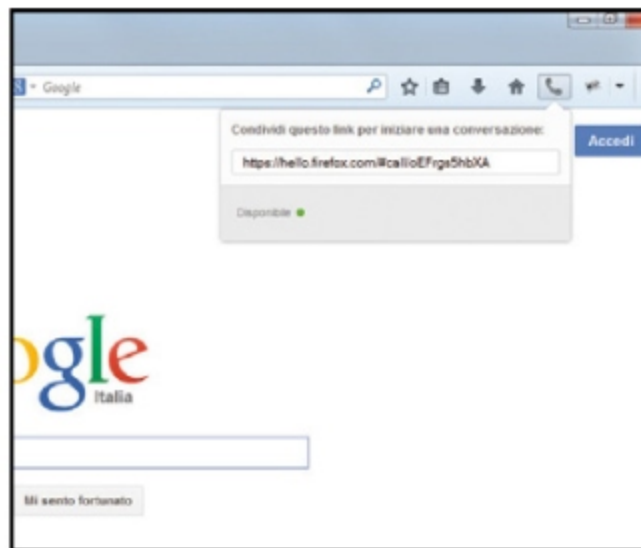 Google
Condividi questo link per iniziare una conversazione:
https://hello.firefox.com/#call/oEFrgs5hbXA
Accedi
Disponibile
ogle
Italia
Mi sento fortunato